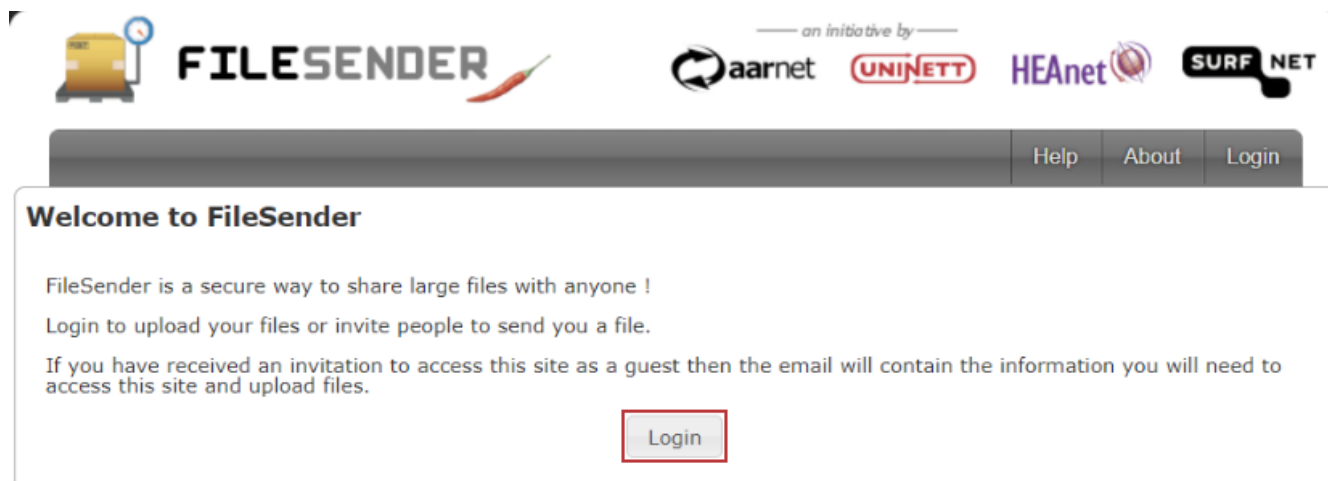 FILESENDER
an initiative by
aarnet UNINETT HEAnet SURF NET
Help About Login
Welcome to FileSender
FileSender is a secure way to share large files with anyone !
Login to upload your files or invite people to send you a file.
If you have received an invitation to access this site as a guest then the email will contain the information you will need to
access this site and upload files.
Login